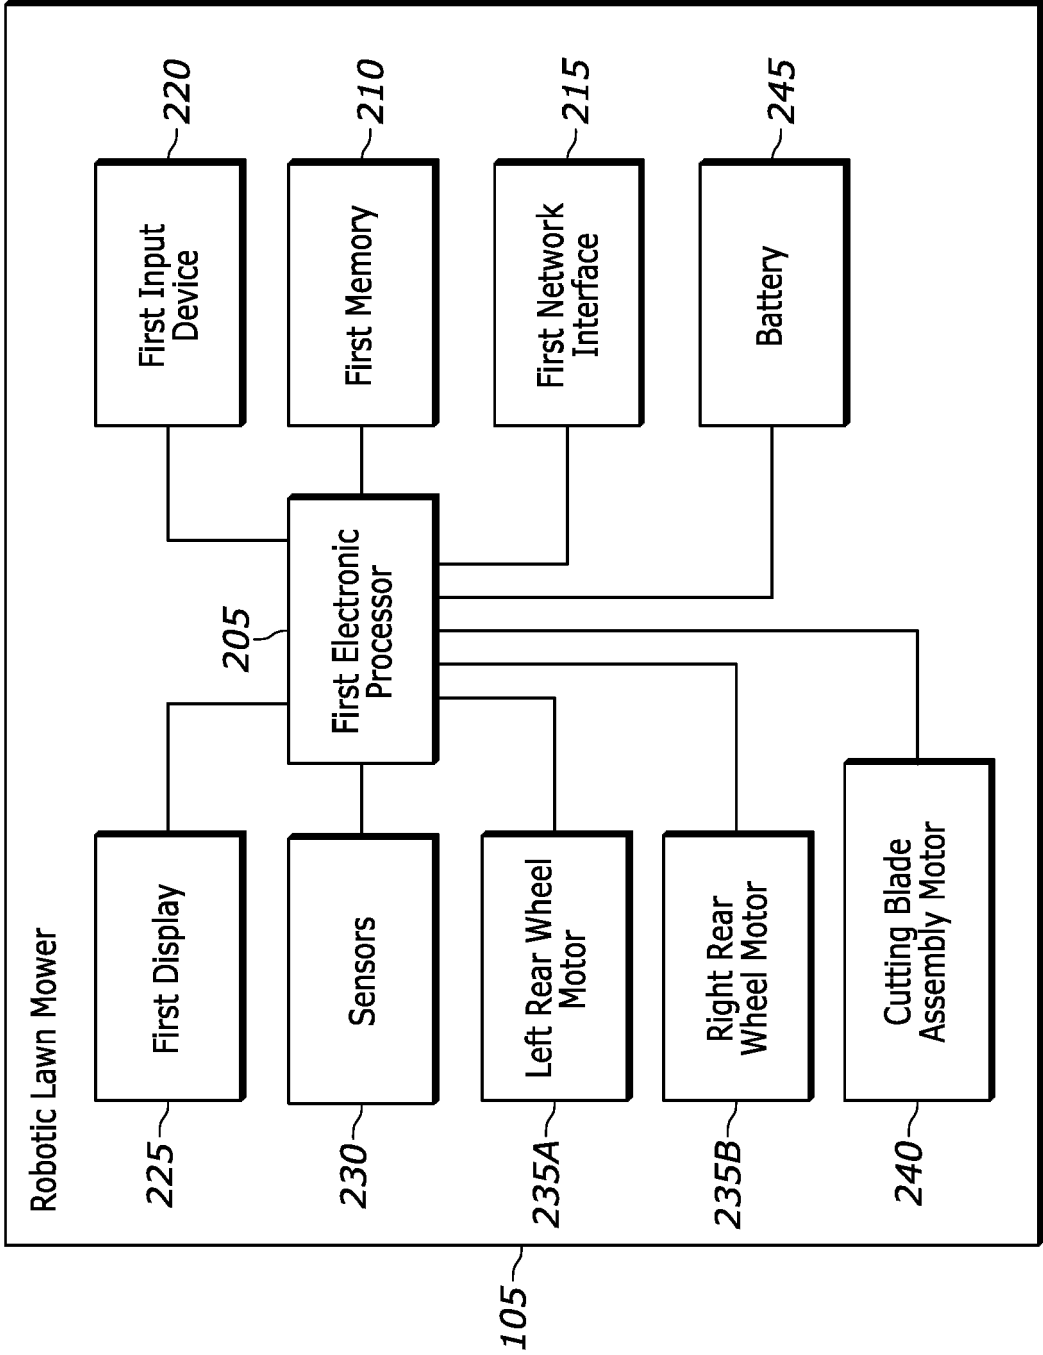 Robotic Lawn Mower
105
225
First Display
230
Sensors
235A
Left Rear Wheel
Motor
235B
Right Rear
Wheel Motor
240
Cutting Blade
Assembly Motor
205
First Electronic
Processor
First Input
Device
220
First Memory
210
First Network
Interface
215
Battery
245